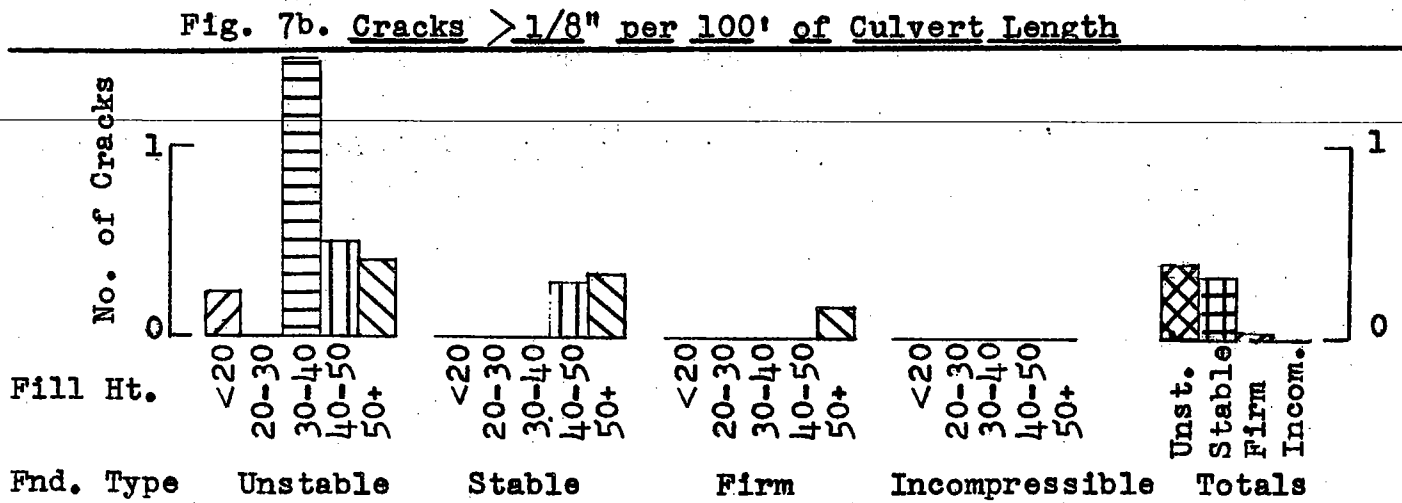 Fig. 7b. Cracks >1/8" per 100' of Culvert Length
No. of Cracks
1
0
1
0
Fill Ht.
<20 20-30 30-40 40-50 50+
<20 20-30 30-40 40-50 50+
<20 20-30 30-40 40-50 50+
<20 20-30 30-40 40-50 50+
Unst. Stable Firm Incom.
Fnd. Type Unstable Stable Firm Incompressible Totals